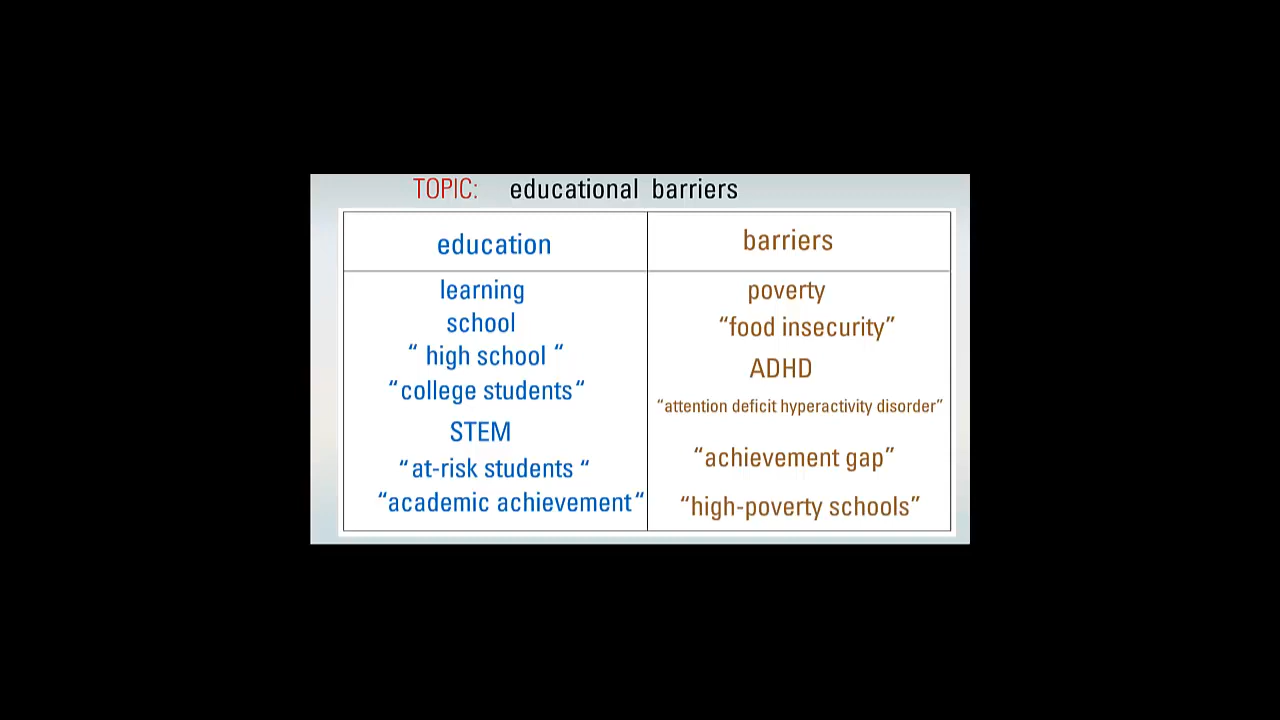 TOPIC: educational barriers
education
barriers
learning
school
“ high school “
“college students“
STEM
“at-risk students “
“academic achievement“
poverty
“food insecurity”
ADHD
“attention deficit hyperactivity disorder”
“achievement gap”
“high-poverty schools”